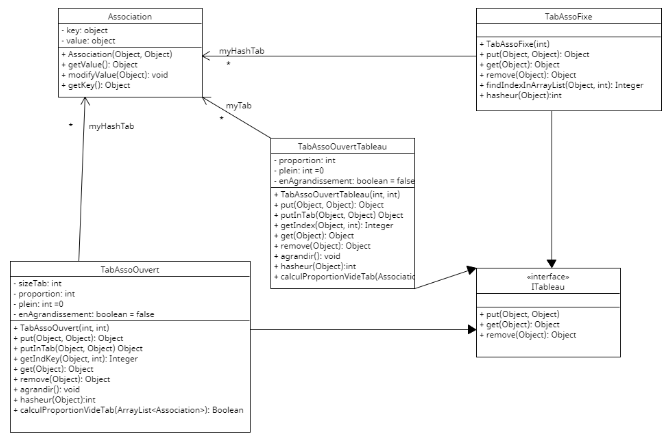 Association
- key: object
- value: object
+ Association(Object, Object)
+ getValue(): Object
+ modifyValue(Object): void
+ getKey(): Object
myHashTab
*
TabAssoFixe
+ TabAssoFixe(int)
+ put(Object, Object): Object
+ get(Object): Object
+ remove(Object): Object
+ findIndexInArrayList(Object, int): Integer
+ hasheur(Object):int
myTab
*
* myHashTab
TabAssoOuvertTableau
- proportion: int
- plein: int =0
- enAgrandissement: boolean = false
+ TabAssoOuvertTableau(int, int)
+ put(Object, Object): Object
+ putInTab(Object, Object) Object
+ getIndex(Object, int): Integer
+ get(Object): Object
+ remove(Object): Object
+ agrandir(): void
+ hasheur(Object):int
+ calculProportionVideTab(Associatio
TabAssoOuvert
- sizeTab: int
- proportion: int
- plein: int =0
- enAgrandissement: boolean = false
+ TabAssoOuvert(int, int)
+ put(Object, Object): Object
+ putInTab(Object, Object) Object
+ getIndKey(Object, int): Integer
+ get(Object): Object
+ remove(Object): Object
+ agrandir(): void
+ hasheur(Object):int
+ calculProportionVideTab(ArrayList<Association>): Boolean
«interface»
ITableau
+ put(Object, Object)
+ get(Object): Object
+ remove(Object): Object